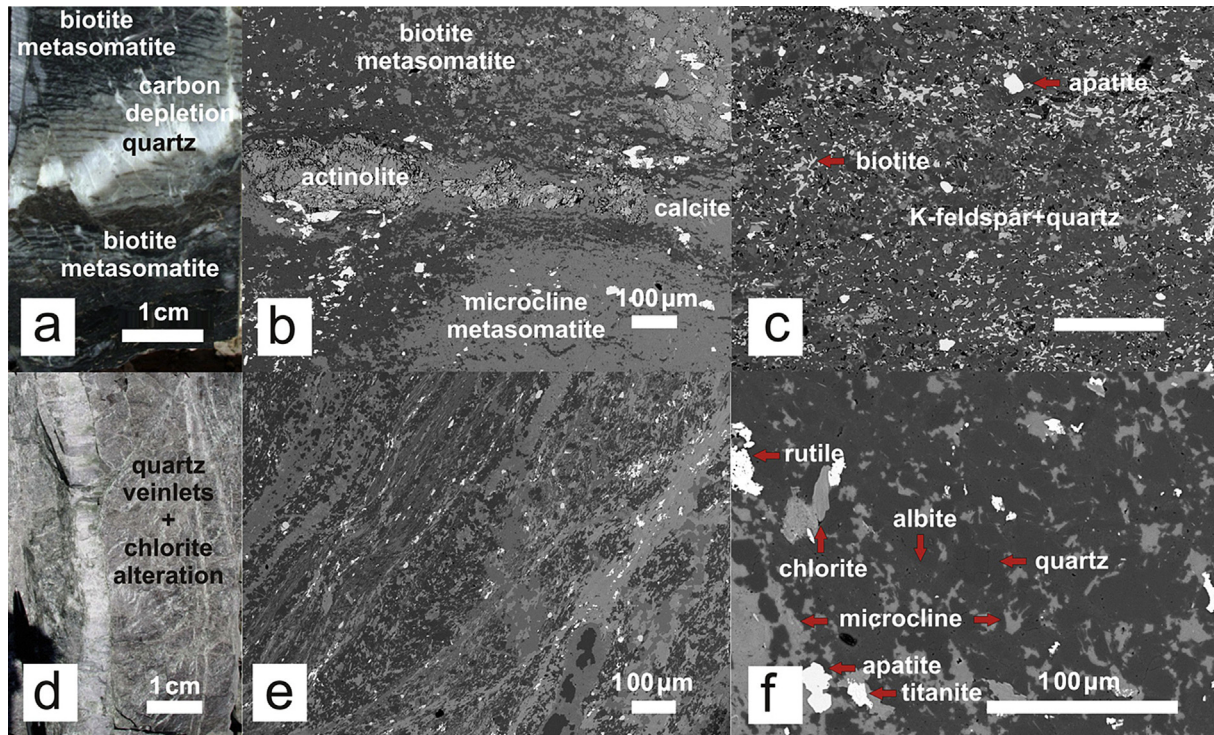 biotite
metasomatite
carbon
depletion
quartz
biotite
metasomatite
a
1 cm
biotite
metasomatite
actinolite
calcite
microcline
metasomatite
100 µm
b
apatite
biotite
K-feldspar+quartz
c
quartz
veinlets
+
chlorite
alteration
d
1 cm
e
100 µm
rutile
albite
chlorite
quartz
microcline
apatite
titanite
100 µm
f